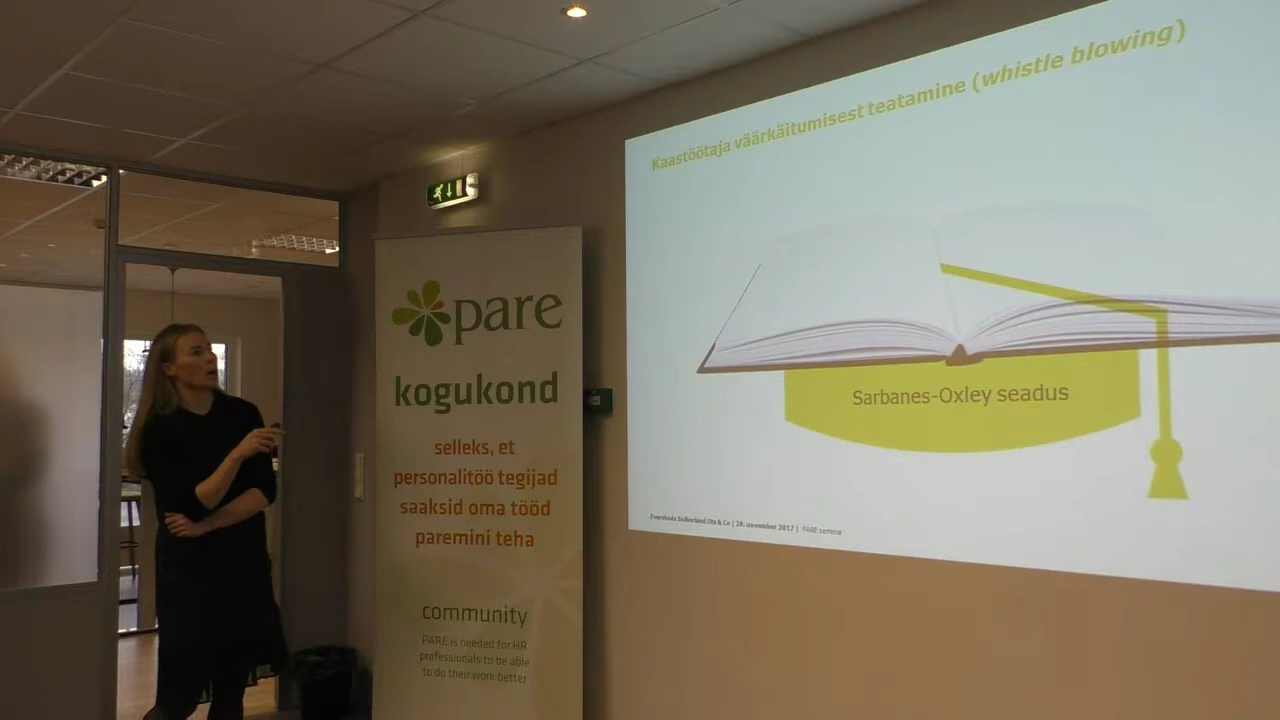 pare
kogukond
selleks, et
personalitöö tegijad
saaksid oma tööd
paremini teha
community
PARE is needed for HR
professionals to be able
to do their work better
Kaastöötaja väärkäitumisest teatamine (whistle blowing)
Sarbanes-Oxley seadus
Eversheds Sutherland Ots & Co | 28. november 2017 | PARE seminar